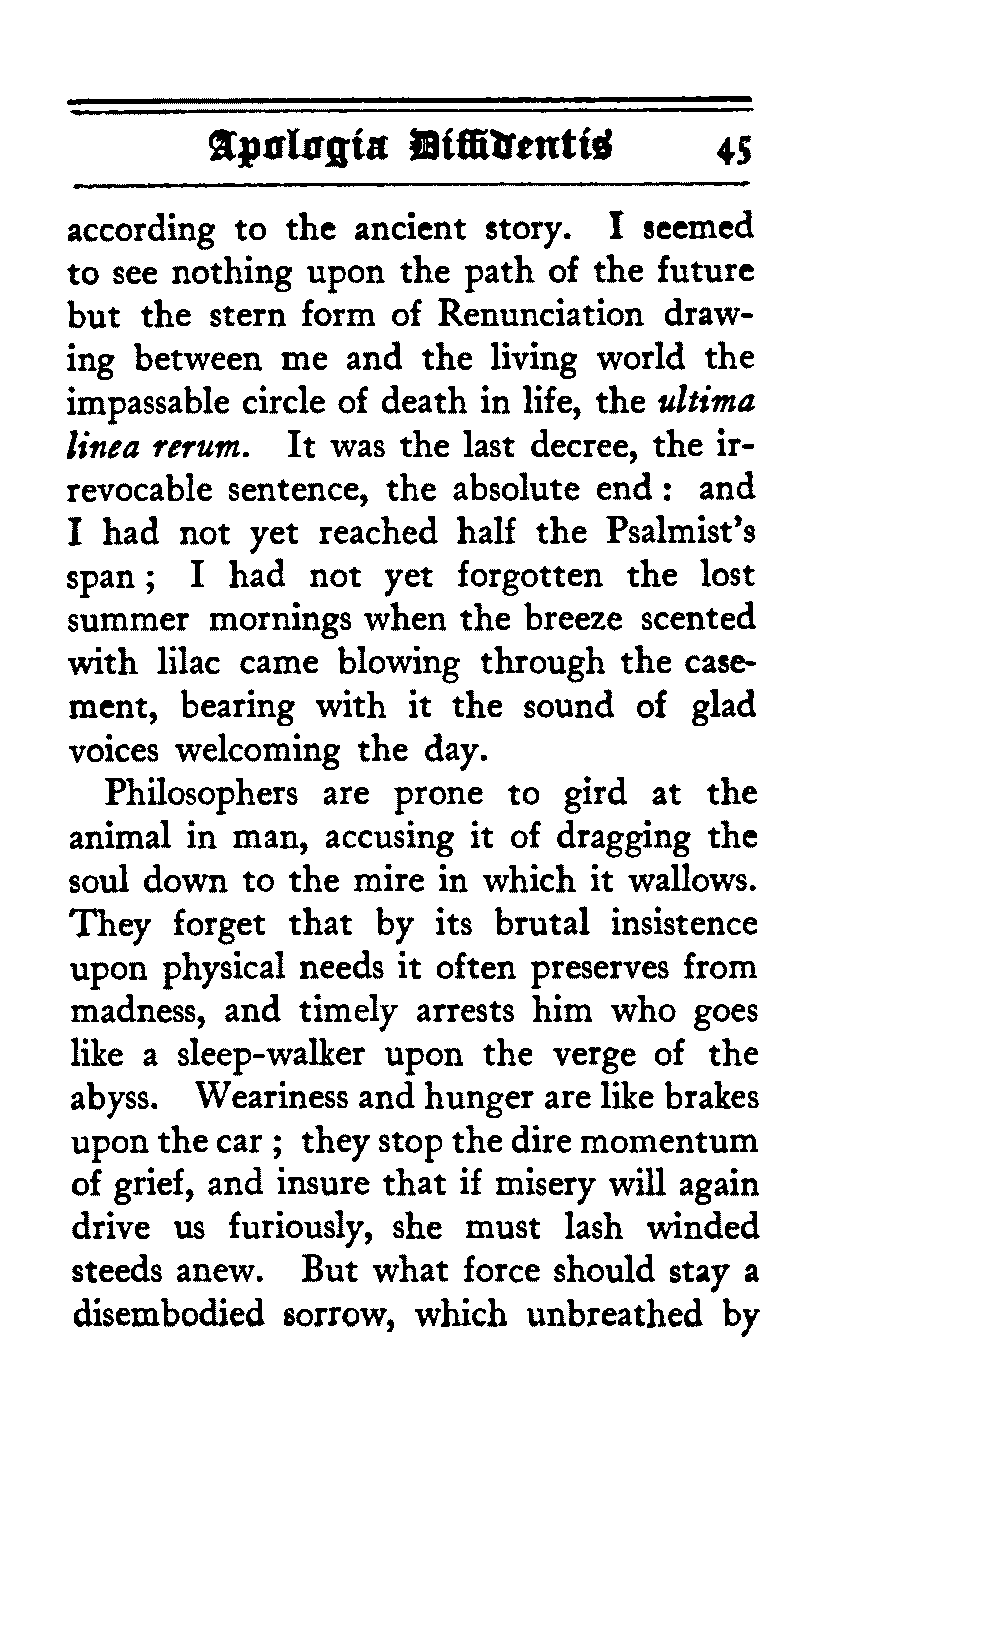 Apologia Diffidentis 45
according to the ancient story. I seemed
to see nothing upon the path of the future
but the stern form of Renunciation draw-
ing between me and the living world the
impassable circle of death in life, the ultima
linea rerum. It was the last decree, the ir-
revocable sentence, the absolute end : and
I had not yet reached half the Psalmist's
span ; I had not yet forgotten the lost
summer mornings when the breeze scented
with lilac came blowing through the case-
ment, bearing with it the sound of glad
voices welcoming the day.
Philosophers are prone to gird at the
animal in man, accusing it of dragging the
soul down to the mire in which it wallows.
They forget that by its brutal insistence
upon physical needs it often preserves from
madness, and timely arrests him who goes
like a sleep-walker upon the verge of the
abyss. Weariness and hunger are like brakes
upon the car ; they stop the dire momentum
of grief, and insure that if misery will again
drive us furiously, she must lash winded
steeds anew. But what force should stay a
disembodied sorrow, which unbreathed by